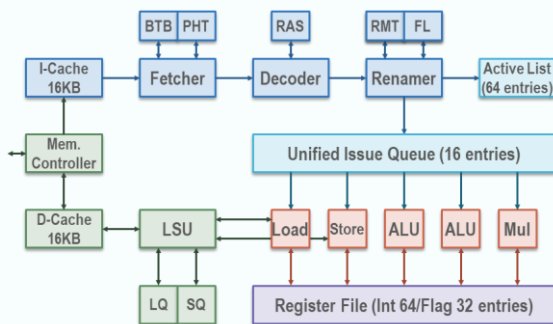 BTB PHT RAS RMT FL
I-Cache
16KB
Fetcher
Decoder
Renamer
Active List
(64 entries)
Mem.
Controller
Unified Issue Queue (16 entries)
D-Cache
16KB
LSU
Load
Store
ALU
ALU
Mul
LQ SQ
Register File (Int 64/Flag 32 entries)